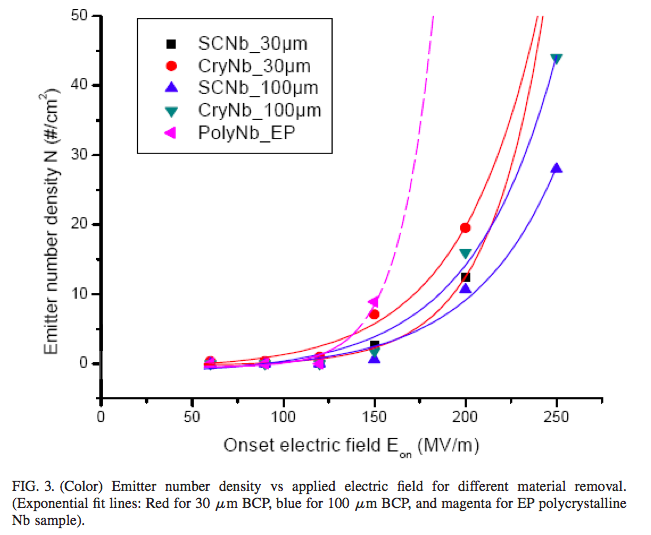 50
40
30
20
10
0
0 50 100 150 200 250
Emitter number density N (#/cm²)
Onset electric field Eon (MV/m)
SCNb_30µm
CryNb_30µm
SCNb_100µm
CryNb_100µm
PolyNb_EP
FIG. 3. (Color) Emitter number density vs applied electric field for different material removal.
(Exponential fit lines: Red for 30 µm BCP, blue for 100 µm BCP, and magenta for EP polycrystalline
Nb sample).